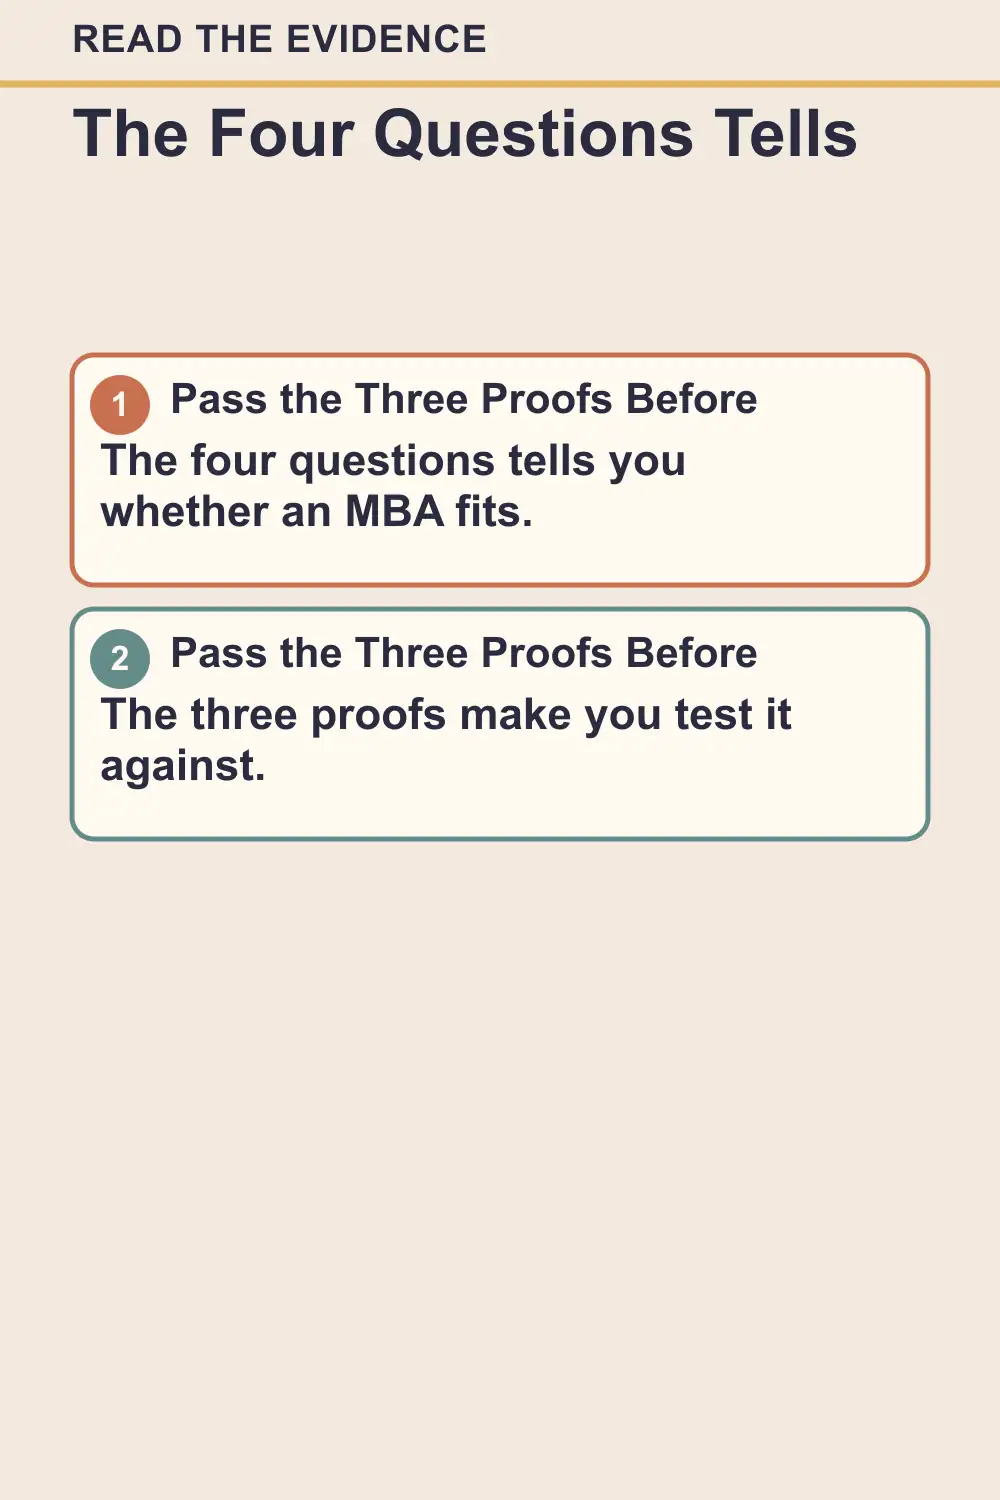 READ THE EVIDENCE
The Four Questions Tells
1 Pass the Three Proofs Before
The four questions tells you
whether an MBA fits.
2 Pass the Three Proofs Before
The three proofs make you test it
against.